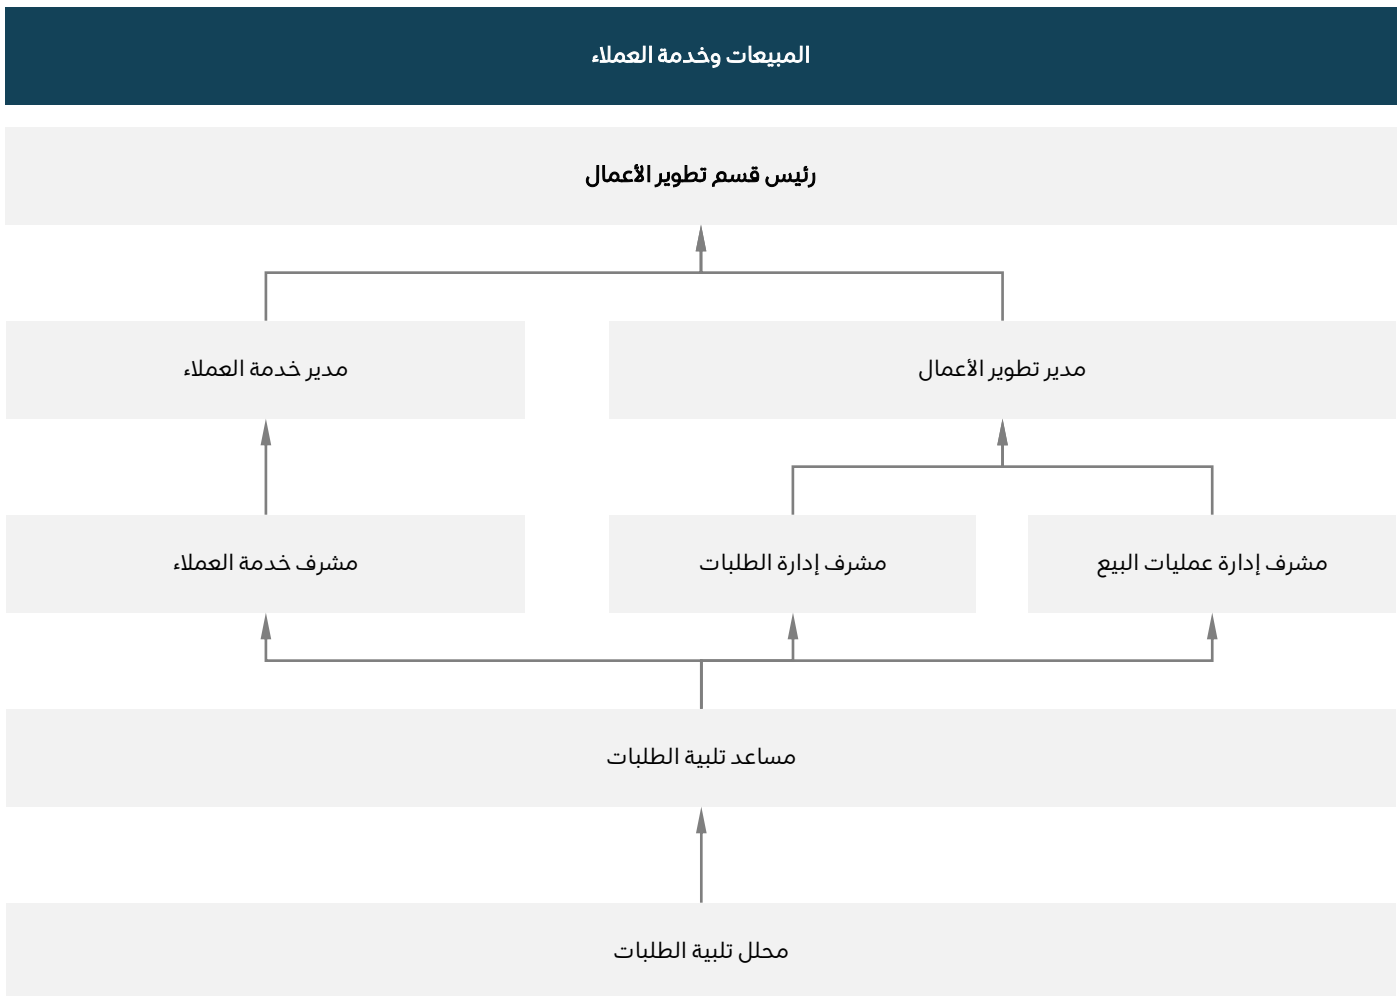 المبيعات وخدمة العملاء
رئيس قسم تطوير الأعمال
مدير تطوير الأعمال
مدير خدمة العملاء
مشرف إدارة عمليات البيع
مشرف إدارة الطلبات
مشرف خدمة العملاء
مساعد تلبية الطلبات
محلل تلبية الطلبات